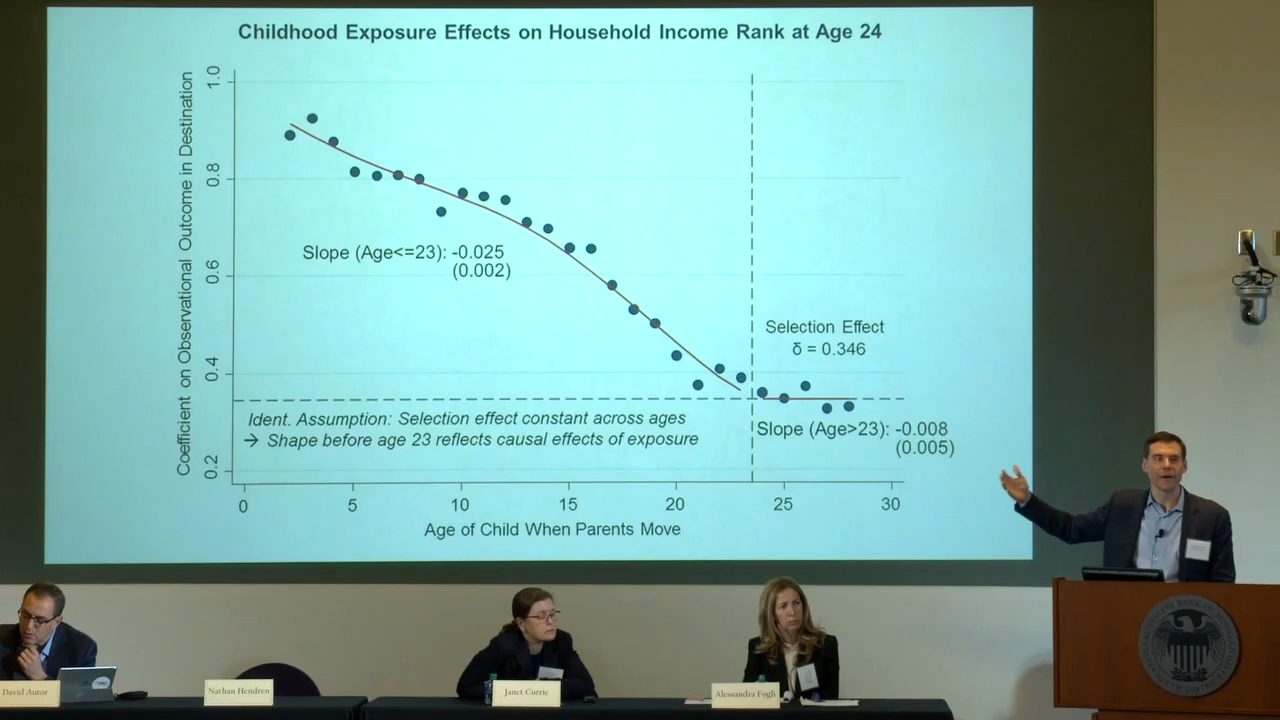 Childhood Exposure Effects on Household Income Rank at Age 24
Coefficient on Observational Outcome in Destination
1.0
0.8
0.6
0.4
0.2
Slope (Age<=23): -0.025
(0.002)
Selection Effect
δ = 0.346
Ident. Assumption: Selection effect constant across ages
→ Shape before age 23 reflects causal effects of exposure
Slope (Age>23): -0.008
(0.005)
0
5
10
15
20
25
30
Age of Child When Parents Move
David Autor
Nathan Hendren
Janet Currie
Alessandra Fogli